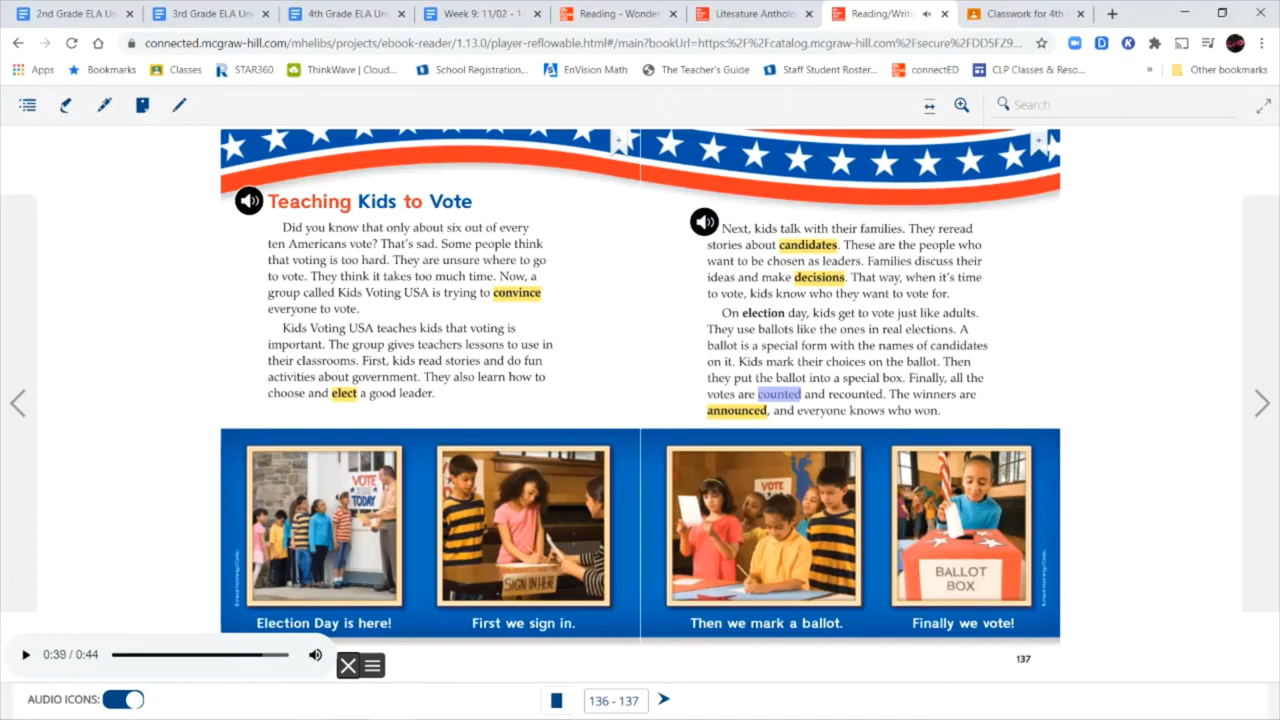 2nd Grade ELA Un
3rd Grade ELA Un
4th Grade ELA Un
Week 9: 11/02 - 1
Reading - Wonde
Literature Antholo
Reading/Writi
Classwork for 4th
connected.mcgraw-hill.com/mhelibs/projects/ebook-reader/1.13.0/player-reflowable.html#/main?bookUrl=https:%2F%2Fcatalog.mcgraw-hill.com%2Fsecure%2FDD5FZ9...
Apps
Bookmarks
Classes
STAR360
ThinkWave | Cloud...
School Registration...
EnVision Math
The Teacher's Guide
Staff Student Roster...
connectED
CLP Classes & Reso...
»
Other bookmarks
Search
Teaching Kids to Vote
Did you know that only about six out of every
ten Americans vote? That's sad. Some people think
that voting is too hard. They are unsure where to go
to vote. They think it takes too much time. Now, a
group called Kids Voting USA is trying to convince
everyone to vote.
Kids Voting USA teaches kids that voting is
important. The group gives teachers lessons to use in
their classrooms. First, kids read stories and do fun
activities about government. They also learn how to
choose and elect a good leader.
Next, kids talk with their families. They reread
stories about candidates. These are the people who
want to be chosen as leaders. Families discuss their
ideas and make decisions. That way, when it's time
to vote, kids know who they want to vote for.
On election day, kids get to vote just like adults.
They use ballots like the ones in real elections. A
ballot is a special form with the names of candidates
on it. Kids mark their choices on the ballot. Then
they put the ballot into a special box. Finally, all the
votes are counted and recounted. The winners are
announced, and everyone knows who won.
VOTE
TODAY
SIGN IN HERE
VOTE
BALLOT
BOX
Election Day is here!
First we sign in.
Then we mark a ballot.
Finally we vote!
0:39 / 0:44
137
AUDIO ICONS:
136 - 137